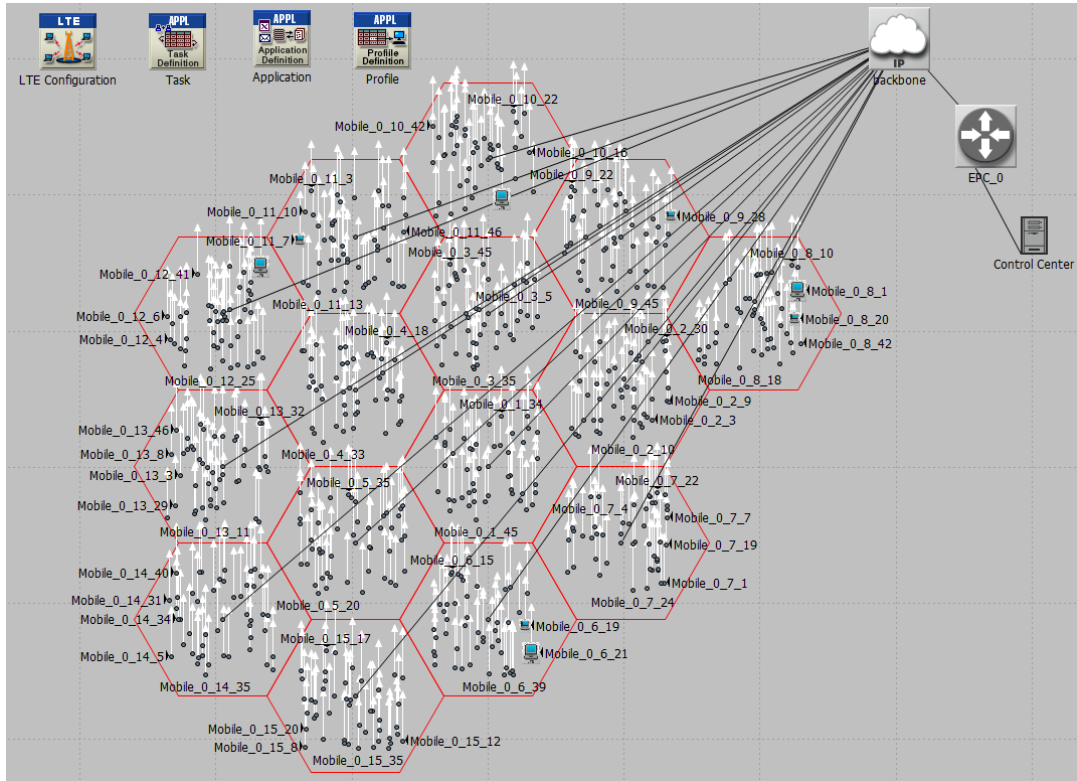 LTE
LTE Configuration
APPL
Task
Definition
Task
APPL
Application
Definition
Application
APPL
Profile
Definition
Profile
IP
backbone
EPC_0
Control Center
Mobile_0_10_22
Mobile_0_10_42
Mobile_0_10_16
Mobile_0_9_22
Mobile_0_11_3
Mobile_0_11_10
Mobile_0_9_28
Mobile_0_11_7
Mobile_0_11_46
Mobile_0_3_45
Mobile_0_8_10
Mobile_0_12_41
Mobile_0_8_1
Mobile_0_3_5
Mobile_0_11_13
Mobile_0_9_45
Mobile_0_12_6
Mobile_0_8_20
Mobile_0_4_18
Mobile_0_2_30
Mobile_0_12_4
Mobile_0_8_42
Mobile_0_12_25
Mobile_0_3_35
Mobile_0_8_18
Mobile_0_2_9
Mobile_0_1_34
Mobile_0_13_32
Mobile_0_2_3
Mobile_0_13_46
Mobile_0_2_10
Mobile_0_13_8
Mobile_0_4_33
Mobile_0_13_3
Mobile_0_5_35
Mobile_0_7_22
Mobile_0_13_29
Mobile_0_7_4
Mobile_0_7_7
Mobile_0_13_11
Mobile_0_1_45
Mobile_0_7_19
Mobile_0_6_15
Mobile_0_14_40
Mobile_0_7_1
Mobile_0_14_31
Mobile_0_5_20
Mobile_0_7_24
Mobile_0_14_34
Mobile_0_6_19
Mobile_0_15_17
Mobile_0_14_5
Mobile_0_6_21
Mobile_0_14_35
Mobile_0_6_39
Mobile_0_15_20
Mobile_0_15_12
Mobile_0_15_8
Mobile_0_15_35